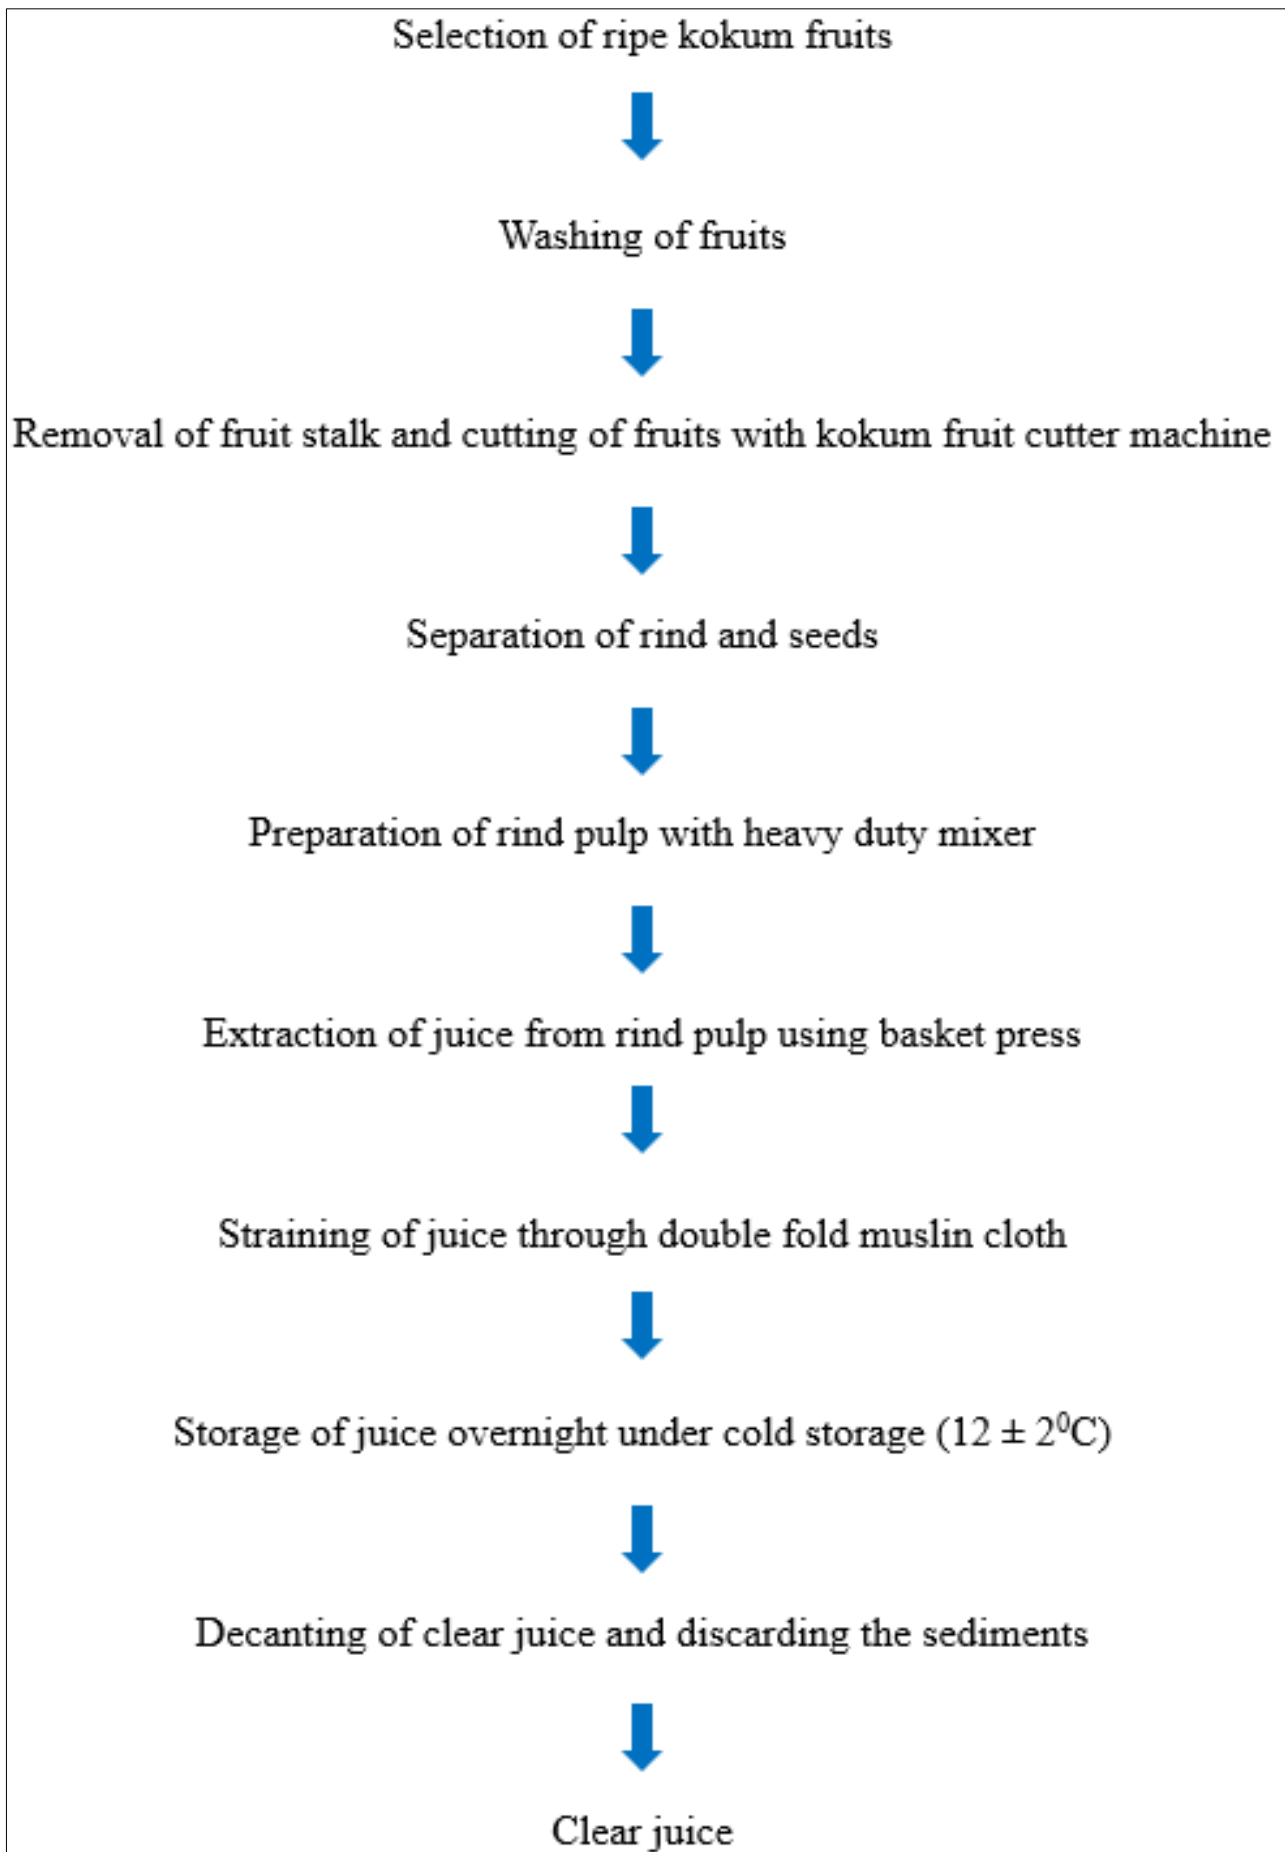 Selection of ripe kokum fruits
Washing of fruits
Removal of fruit stalk and cutting of fruits with kokum fruit cutter machine
Separation of rind and seeds
Preparation of rind pulp with heavy duty mixer
Extraction of juice from rind pulp using basket press
Straining of juice through double fold muslin cloth
Storage of juice overnight under cold storage (12 ± 2⁰C)
Decanting of clear juice and discarding the sediments
Clear juice